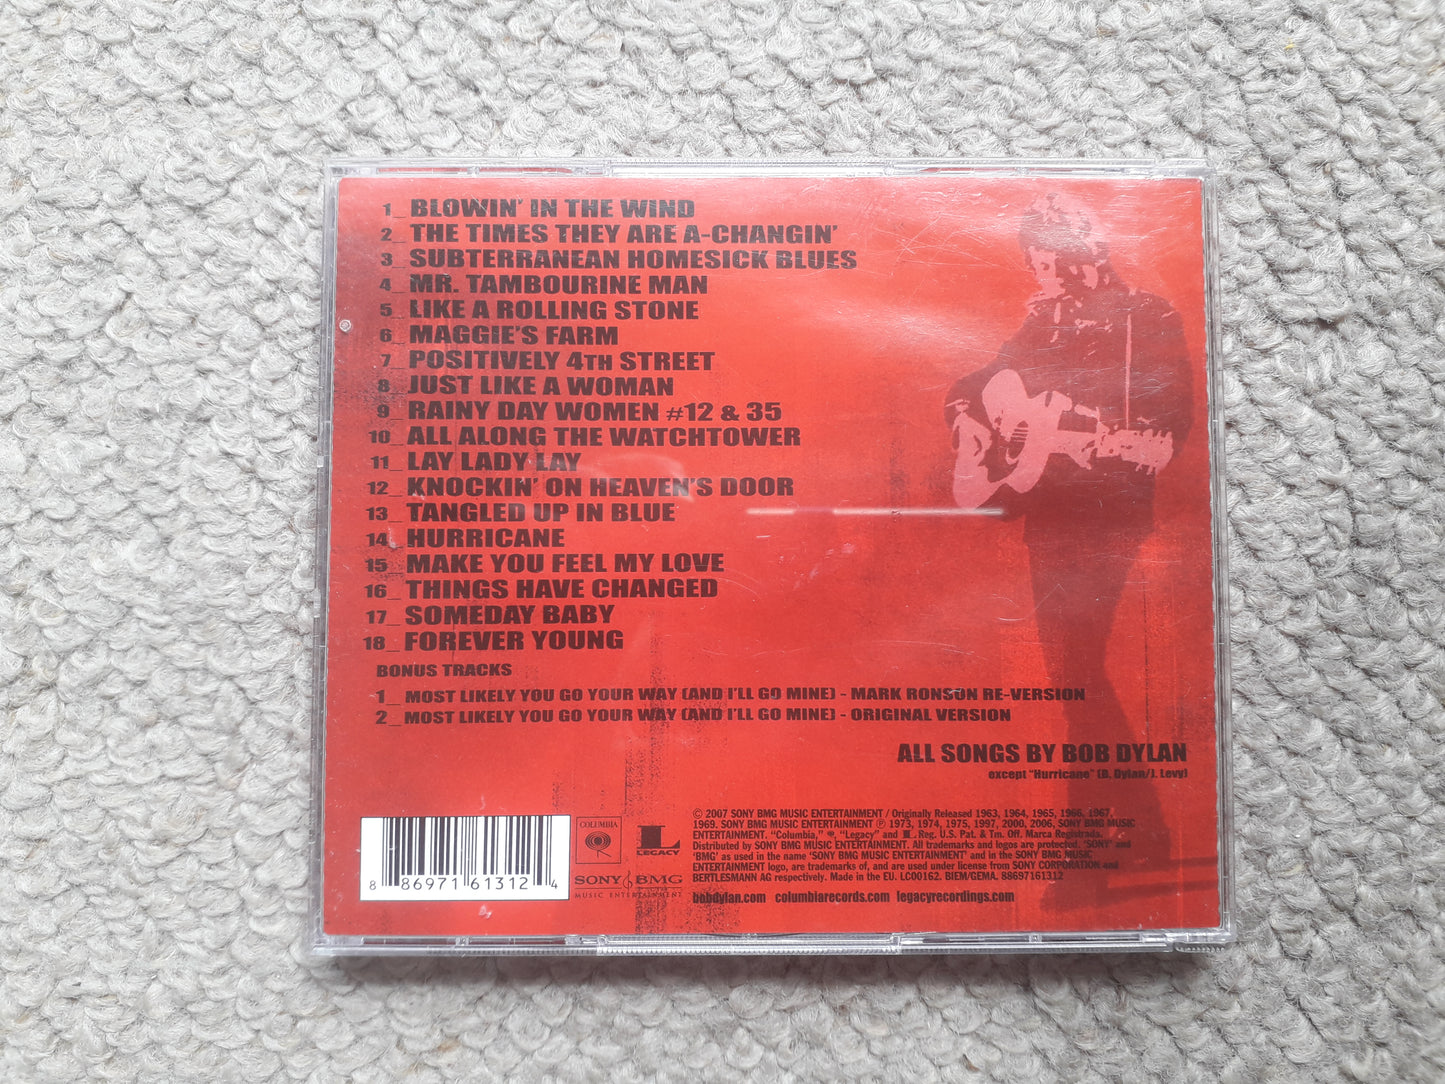 1_ BLOWIN' IN THE WIND
2_ THE TIMES THEY ARE A-CHANGIN'
3_ SUBTERRANEAN HOMESICK BLUES
4_ MR. TAMBOURINE MAN
5_ LIKE A ROLLING STONE
6_ MAGGIE'S FARM
7_ POSITIVELY 4TH STREET
8_ JUST LIKE A WOMAN
9_ RAINY DAY WOMEN #12 & 35
10_ ALL ALONG THE WATCHTOWER
11_ LAY LADY LAY
12_ KNOCKIN' ON HEAVEN'S DOOR
13_ TANGLED UP IN BLUE
14_ HURRICANE
15_ MAKE YOU FEEL MY LOVE
16_ THINGS HAVE CHANGED
17_ SOMEDAY BABY
18_ FOREVER YOUNG
BONUS TRACKS
1_ MOST LIKELY YOU GO YOUR WAY (AND I'LL GO MINE) - MARK RONSON RE-VERSION
2_ MOST LIKELY YOU GO YOUR WAY (AND I'LL GO MINE) - ORIGINAL VERSION
ALL SONGS BY BOB DYLAN
except "Hurricane" (B. Dylan/J. Levy)
8 86971 61312 4
COLUMBIA
L
LEGACY
SONY BMG
MUSIC ENTERTAINMENT
© 2007 SONY BMG MUSIC ENTERTAINMENT / Originally Released 1963, 1964, 1965, 1966, 1967,
1969. SONY BMG MUSIC ENTERTAINMENT ℗ 1973, 1974, 1975, 1997, 2000, 2006. SONY BMG MUSIC
ENTERTAINMENT. "Columbia," , "Legacy" and L Reg. U.S. Pat. & Tm. Off. Marca Registrada.
Distributed by SONY BMG MUSIC ENTERTAINMENT. All trademarks and logos are protected. 'SONY' and
'BMG' as used in the name 'SONY BMG MUSIC ENTERTAINMENT' and in the SONY BMG MUSIC
ENTERTAINMENT logo, are trademarks of, and are used under license from SONY CORPORATION and
BERTLESMANN AG respectively. Made in the EU. LC00162. BIEM/GEMA. 88697161312
bobdylan.com columbiarecords.com legacyrecordings.com